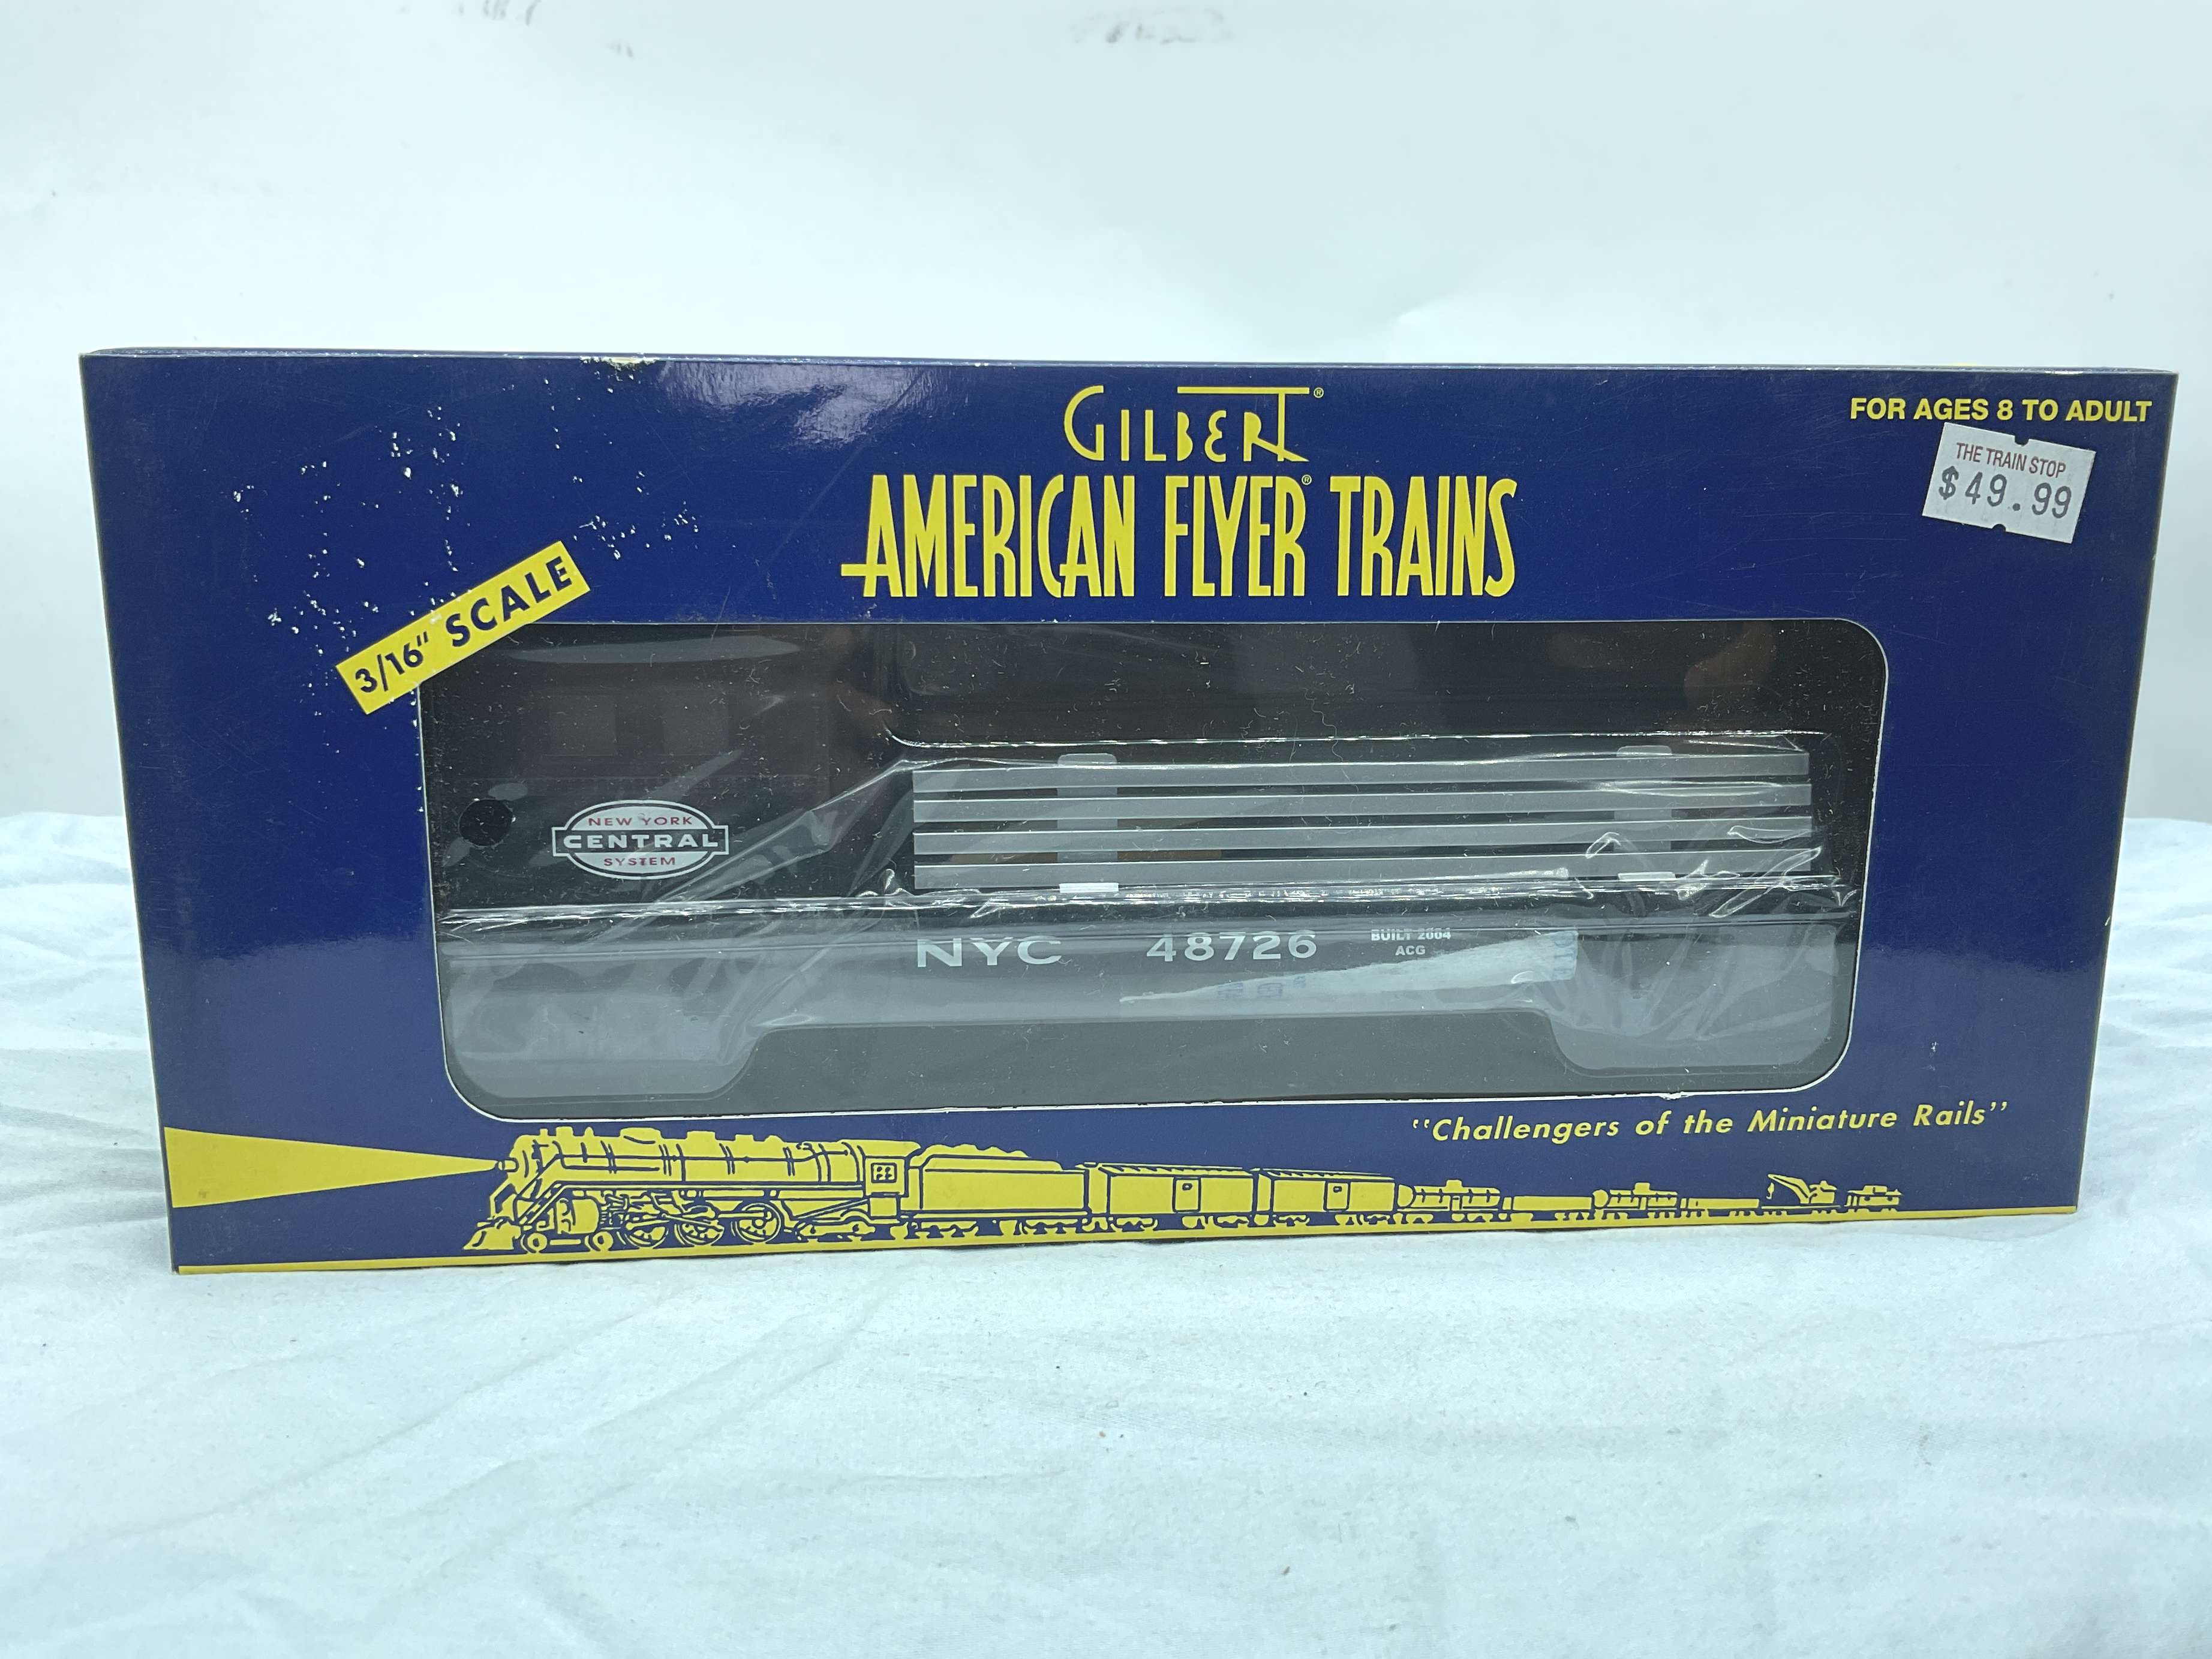 GILBERT®
AMERICAN FLYER® TRAINS
FOR AGES 8 TO ADULT
THE TRAIN STOP
$49.99
3/16" SCALE
NEW YORK
CENTRAL
SYSTEM
NYC 48726
BUILT 2004
ACG
"Challengers of the Miniature Rails"